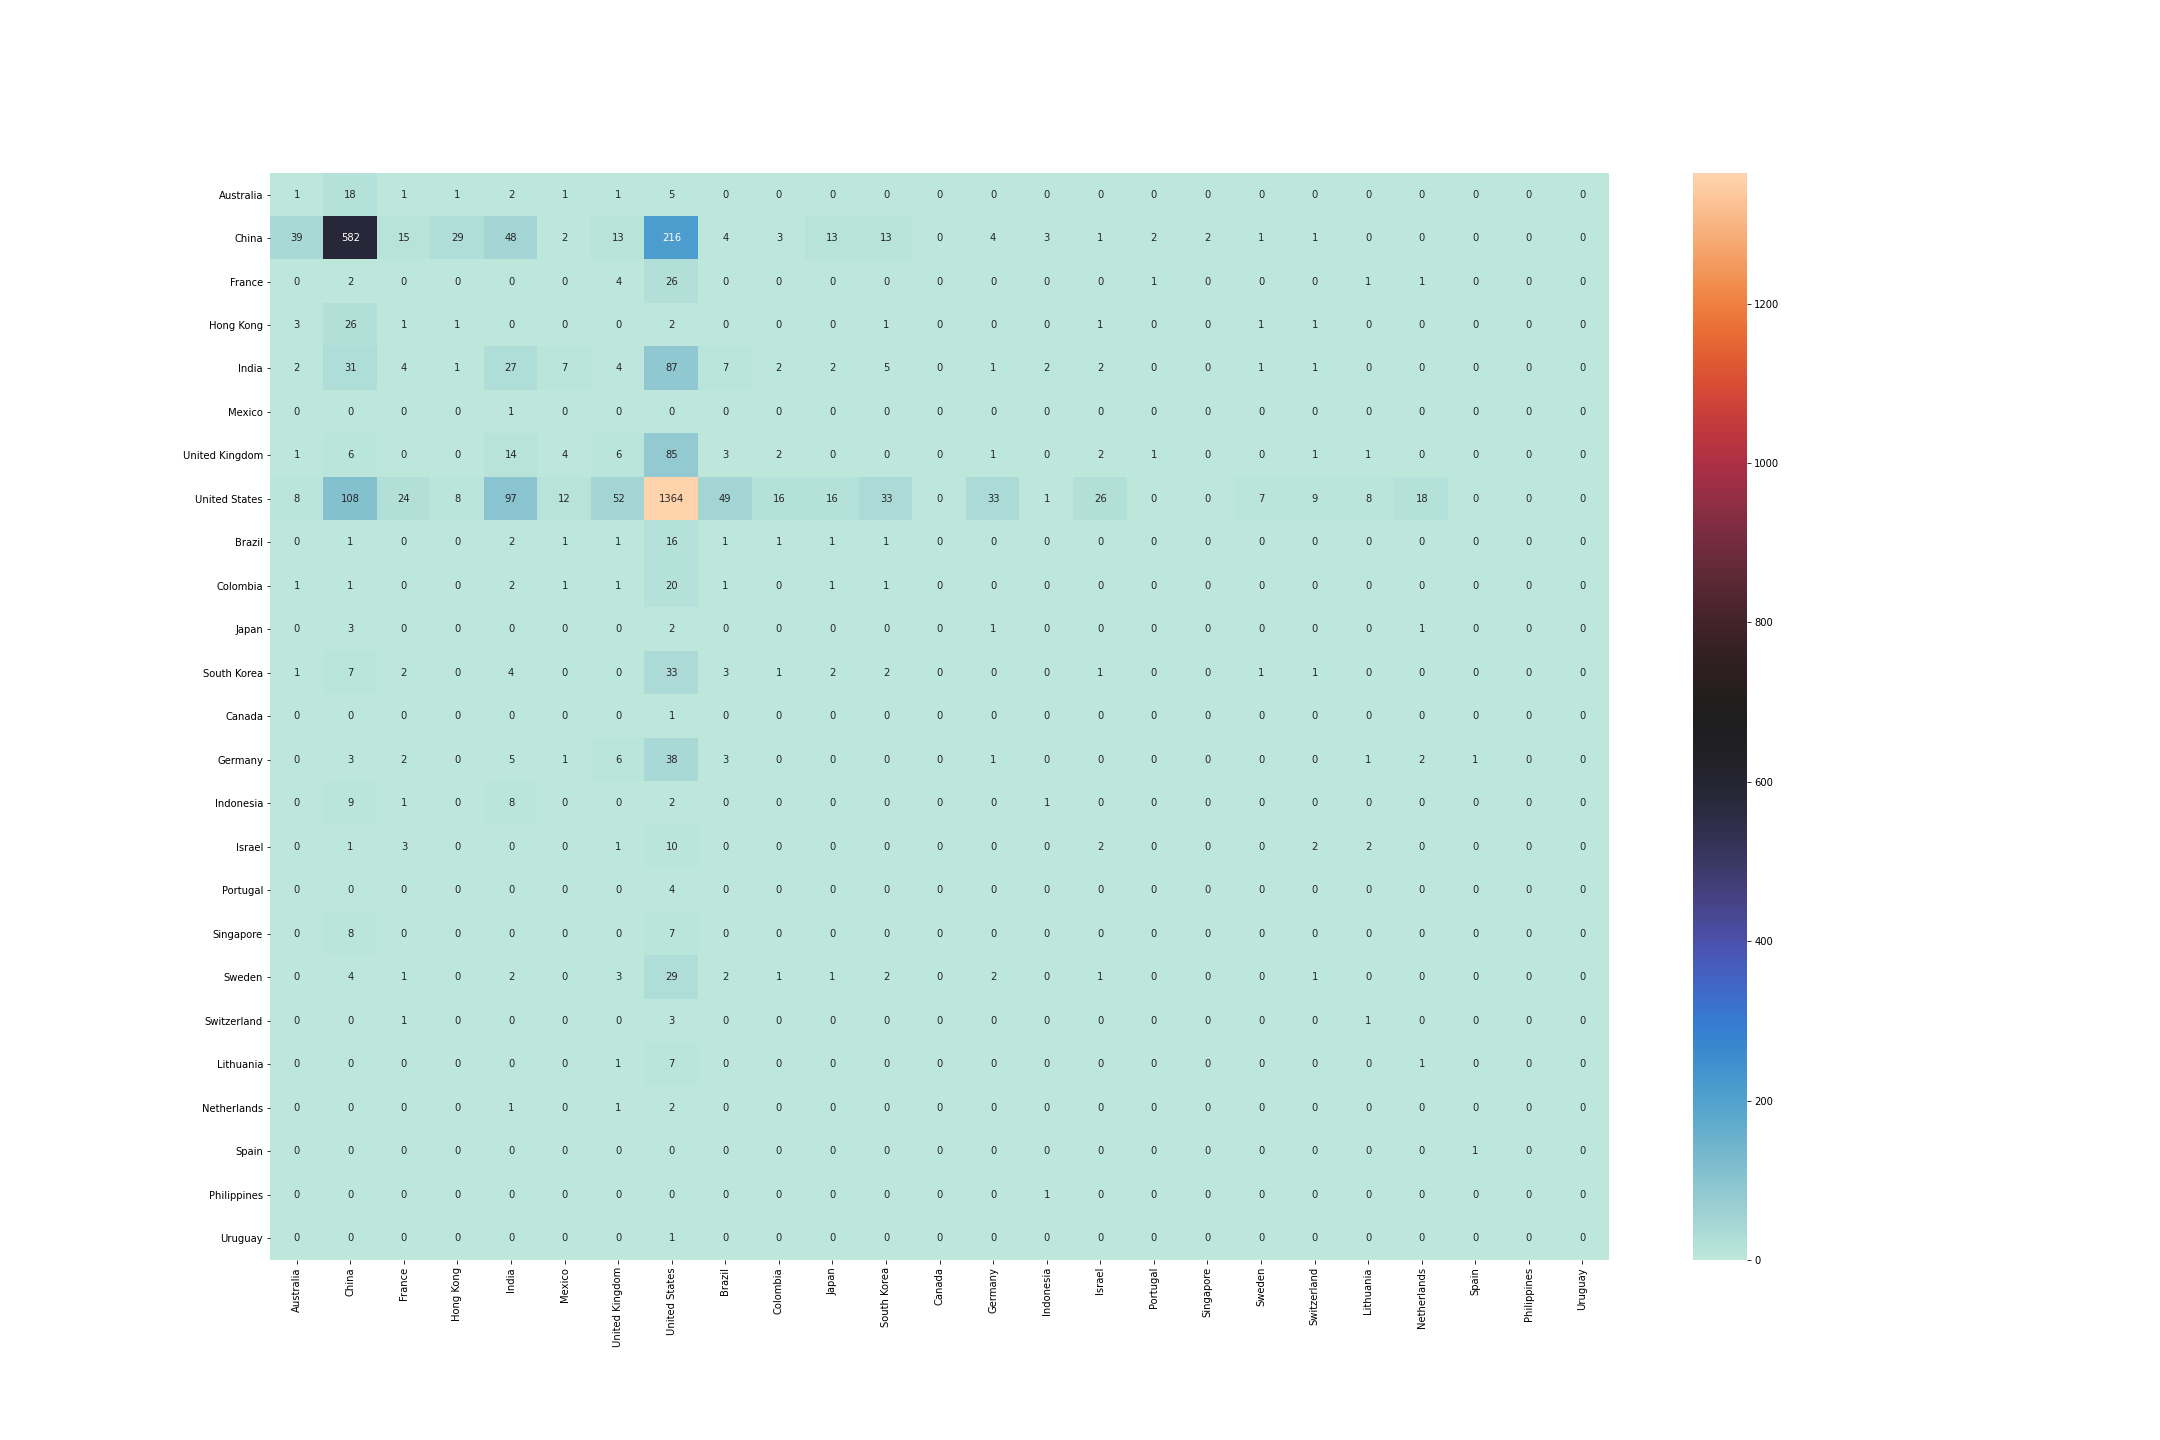 Australia 1 18 1 1 2 1 1 5 0 0 0 0 0 0 0 0 0 0 0 0 0 0 0 0 0
China 39 582 15 29 48 2 13 216 4 3 13 13 0 4 3 1 2 2 1 1 0 0 0 0 0
France 0 2 0 0 0 0 4 26 0 0 0 0 0 0 0 0 1 0 0 0 1 1 0 0 0
1200
Hong Kong 3 26 1 1 0 0 0 2 0 0 0 1 0 0 0 1 0 0 1 1 0 0 0 0 0
India 2 31 4 1 27 7 4 87 7 2 2 5 0 1 2 2 0 0 1 1 0 0 0 0 0
Mexico 0 0 0 0 1 0 0 0 0 0 0 0 0 0 0 0 0 0 0 0 0 0 0 0 0
United Kingdom 1 6 0 0 14 4 6 85 3 2 0 0 0 1 0 2 1 0 0 1 1 0 0 0 0
1000
United States 8 108 24 8 97 12 52 1364 49 16 16 33 0 33 1 26 0 0 7 9 8 18 0 0 0
Brazil 0 1 0 0 2 1 1 16 1 1 1 1 0 0 0 0 0 0 0 0 0 0 0 0 0
Colombia 1 1 0 0 2 1 1 20 1 0 1 1 0 0 0 0 0 0 0 0 0 0 0 0 0
800
Japan 0 3 0 0 0 0 0 2 0 0 0 0 0 1 0 0 0 0 0 0 0 1 0 0 0
South Korea 1 7 2 0 4 0 0 33 3 1 2 2 0 0 0 1 0 0 1 1 0 0 0 0 0
Canada 0 0 0 0 0 0 0 1 0 0 0 0 0 0 0 0 0 0 0 0 0 0 0 0 0
Germany 0 3 2 0 5 1 6 38 3 0 0 0 0 1 0 0 0 0 0 0 1 2 1 0 0
600
Indonesia 0 9 1 0 8 0 0 2 0 0 0 0 0 0 1 0 0 0 0 0 0 0 0 0 0
Israel 0 1 3 0 0 0 1 10 0 0 0 0 0 0 0 2 0 0 0 2 2 0 0 0 0
Portugal 0 0 0 0 0 0 0 4 0 0 0 0 0 0 0 0 0 0 0 0 0 0 0 0 0
Singapore 0 8 0 0 0 0 0 7 0 0 0 0 0 0 0 0 0 0 0 0 0 0 0 0 0
400
Sweden 0 4 1 0 2 0 3 29 2 1 1 2 0 2 0 1 0 0 0 1 0 0 0 0 0
Switzerland 0 0 1 0 0 0 0 3 0 0 0 0 0 0 0 0 0 0 0 0 1 0 0 0 0
Lithuania 0 0 0 0 0 0 1 7 0 0 0 0 0 0 0 0 0 0 0 0 0 1 0 0 0
200
Netherlands 0 0 0 0 1 0 1 2 0 0 0 0 0 0 0 0 0 0 0 0 0 0 0 0 0
Spain 0 0 0 0 0 0 0 0 0 0 0 0 0 0 0 0 0 0 0 0 0 0 1 0 0
Philippines 0 0 0 0 0 0 0 0 0 0 0 0 0 0 1 0 0 0 0 0 0 0 0 0 0
Uruguay 0 0 0 0 0 0 0 1 0 0 0 0 0 0 0 0 0 0 0 0 0 0 0 0 0
0
Australia
China
France
Hong Kong
India
Mexico
United Kingdom
United States
Brazil
Colombia
Japan
South Korea
Canada
Germany
Indonesia
Israel
Portugal
Singapore
Sweden
Switzerland
Lithuania
Netherlands
Spain
Philippines
Uruguay